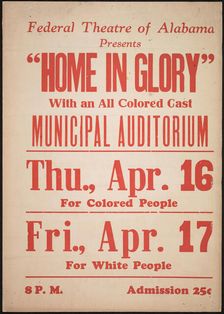 Federal Theatre of Alabama
Presents
"HOME IN GLORY"
With an All Colored Cast
MUNICIPAL AUDITORIUM
Thu., Apr. 16
For Colored People
Fri., Apr. 17
For White People
8 P. M. Admission 25¢